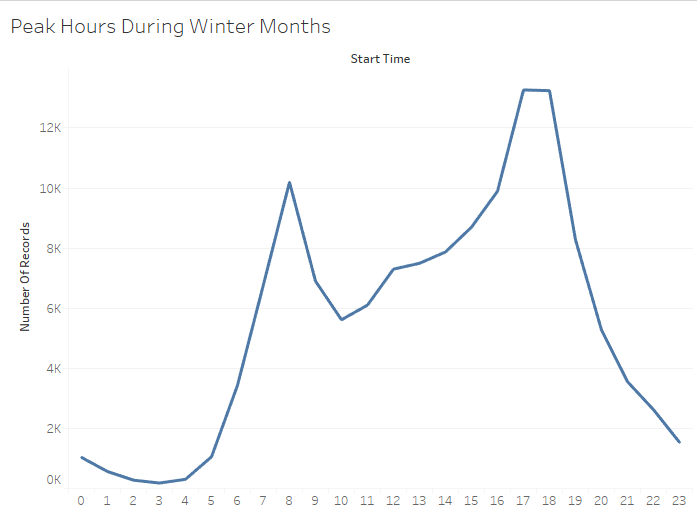 Peak Hours During Winter Months
Start Time
Number Of Records
12K
10K
8K
6K
4K
2K
0K
0 1 2 3 4 5 6 7 8 9 10 11 12 13 14 15 16 17 18 19 20 21 22 23